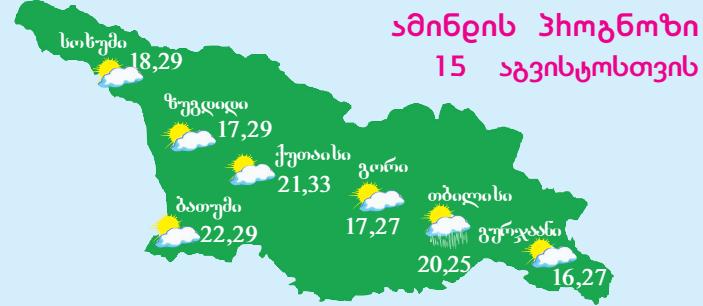 ამინდის პროგნოზი
15 აგვისტოსთვის
სოხუმი
18,29
ზუგდიდი
17,29
ქუთაისი
21,33
გორი
17,27
თბილისი
20,25
ბათუმი
22,29
გურჯაანი
16,27